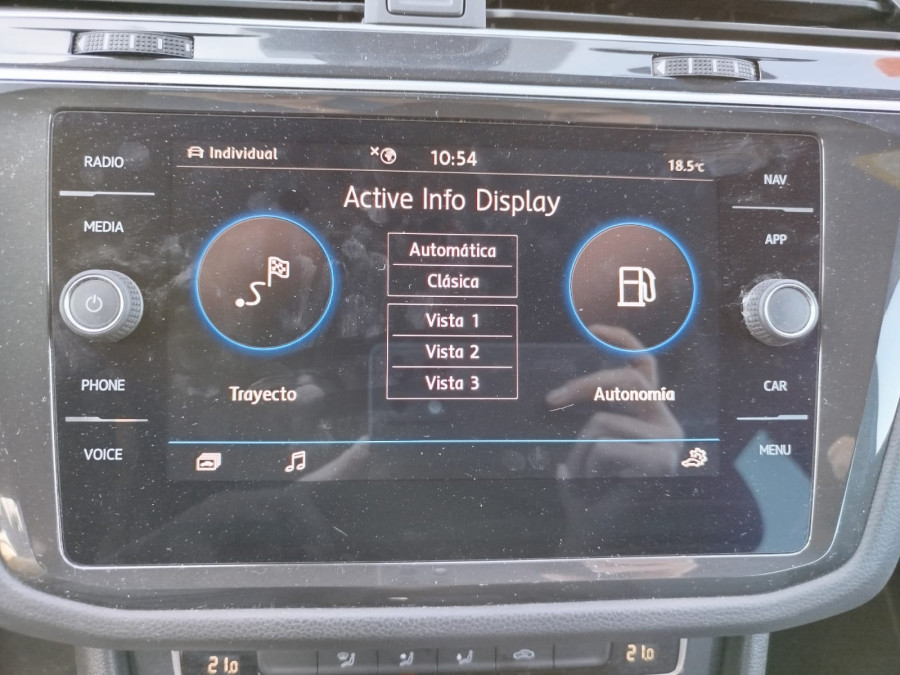 RADIO
MEDIA
PHONE
VOICE
Individual
10:54
18.5°C
Active Info Display
Automática
Clásica
Vista 1
Vista 2
Vista 3
Trayecto
Autonomía
NAV
APP
CAR
MENU
21.0
21.0